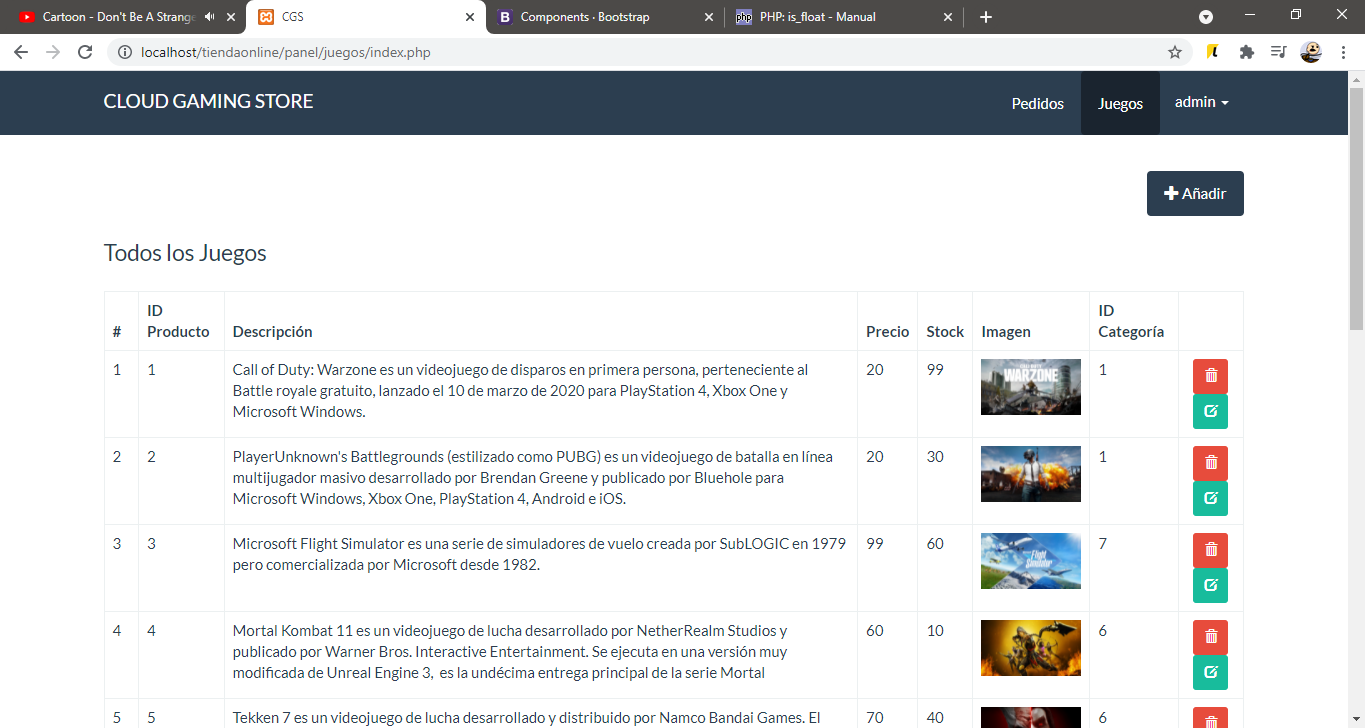 Cartoon - Don't Be A Strange
CGS
Components · Bootstrap
php
PHP: is_float - Manual
localhost/tiendaonline/panel/juegos/index.php
CLOUD GAMING STORE
Pedidos
Juegos
admin
Añadir
Todos los Juegos
#
ID
Producto
Descripción
Precio
Stock
Imagen
ID
Categoría
1
1
Call of Duty: Warzone es un videojuego de disparos en primera persona, perteneciente al
Battle royale gratuito, lanzado el 10 de marzo de 2020 para PlayStation 4, Xbox One y
Microsoft Windows.
20
99
WARZONE
1
2
2
PlayerUnknown's Battlegrounds (estilizado como PUBG) es un videojuego de batalla en línea
multijugador masivo desarrollado por Brendan Greene y publicado por Bluehole para
Microsoft Windows, Xbox One, PlayStation 4, Android e iOS.
20
30
1
3
3
Microsoft Flight Simulator es una serie de simuladores de vuelo creada por SubLOGIC en 1979
pero comercializada por Microsoft desde 1982.
99
60
Flight
Simulator
7
4
4
Mortal Kombat 11 es un videojuego de lucha desarrollado por NetherRealm Studios y
publicado por Warner Bros. Interactive Entertainment. Se ejecuta en una versión muy
modificada de Unreal Engine 3, es la undécima entrega principal de la serie Mortal
60
10
6
5
5
Tekken 7 es un videojuego de lucha desarrollado y distribuido por Namco Bandai Games. El
70
40
6